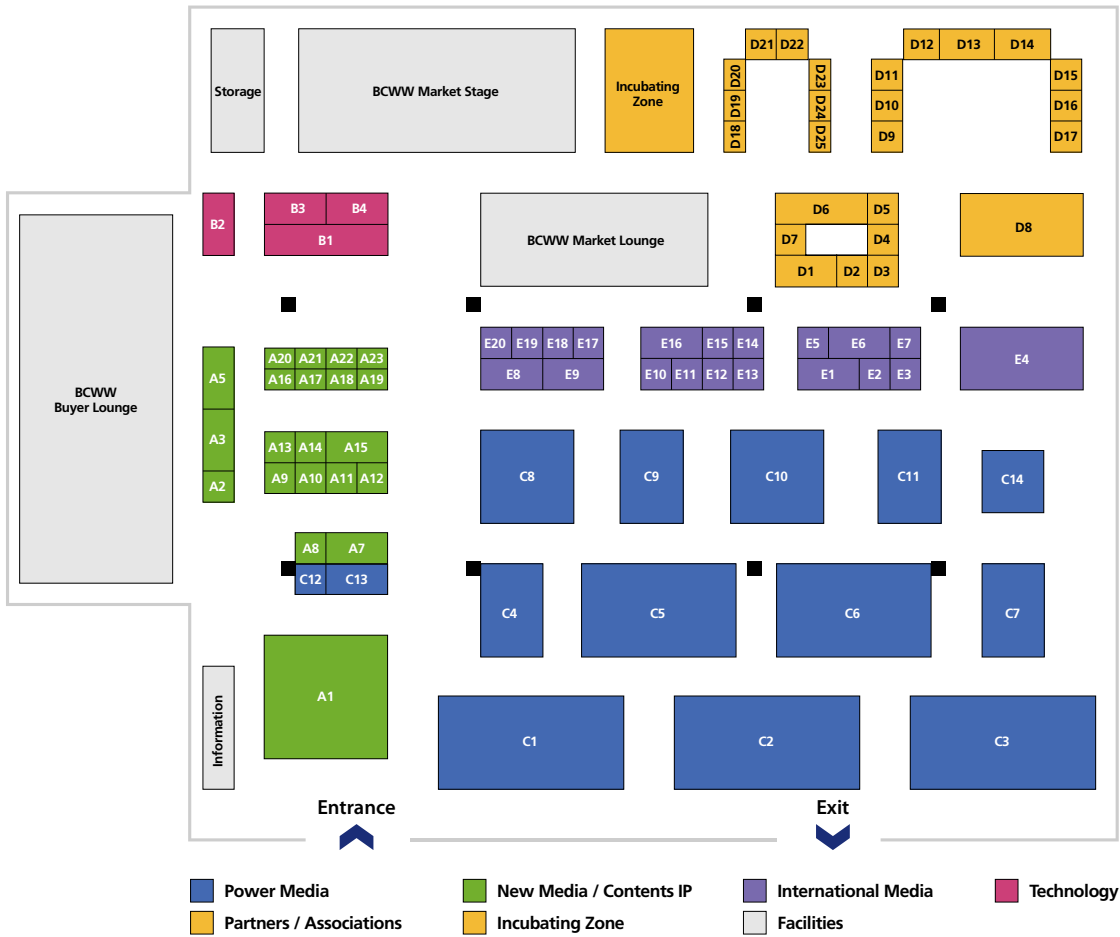 D21 D22
D12 D13 D14
Storage
BCWW Market Stage
Incubating
Zone
D20
D19
D18
D23
D24
D25
D11
D10
D9
D15
D16
D17
B2
B3 B4
B1
BCWW Market Lounge
D6 D5
D7 D4
D1 D2 D3
D8
BCWW
Buyer Lounge
A5
A3
A2
A20 A21 A22 A23
A16 A17 A18 A19
E20 E19 E18 E17
E8 E9
E16 E15 E14
E10 E11 E12 E13
E5 E6 E7
E1 E2 E3
E4
A13 A14 A15
A9 A10 A11 A12
C8 C9 C10 C11 C14
A8 A7
C12 C13
C4 C5 C6 C7
Information
A1
C1 C2 C3
Entrance
Exit
Power Media
New Media / Contents IP
International Media
Technology
Partners / Associations
Incubating Zone
Facilities